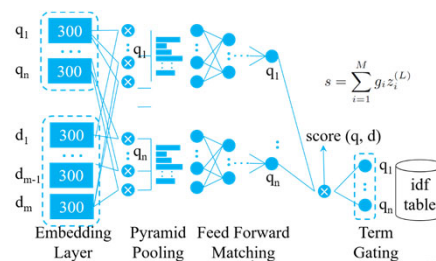 q1
300
qn
300
d1
300
dm-1
300
dm
300
q1
qn
q1
qn
s = \sum_{i=1}^{M} g_i z_i^{(L)}
score (q, d)
q1
qn
idf
table
Embedding
Layer
Pyramid
Pooling
Feed Forward
Matching
Term
Gating